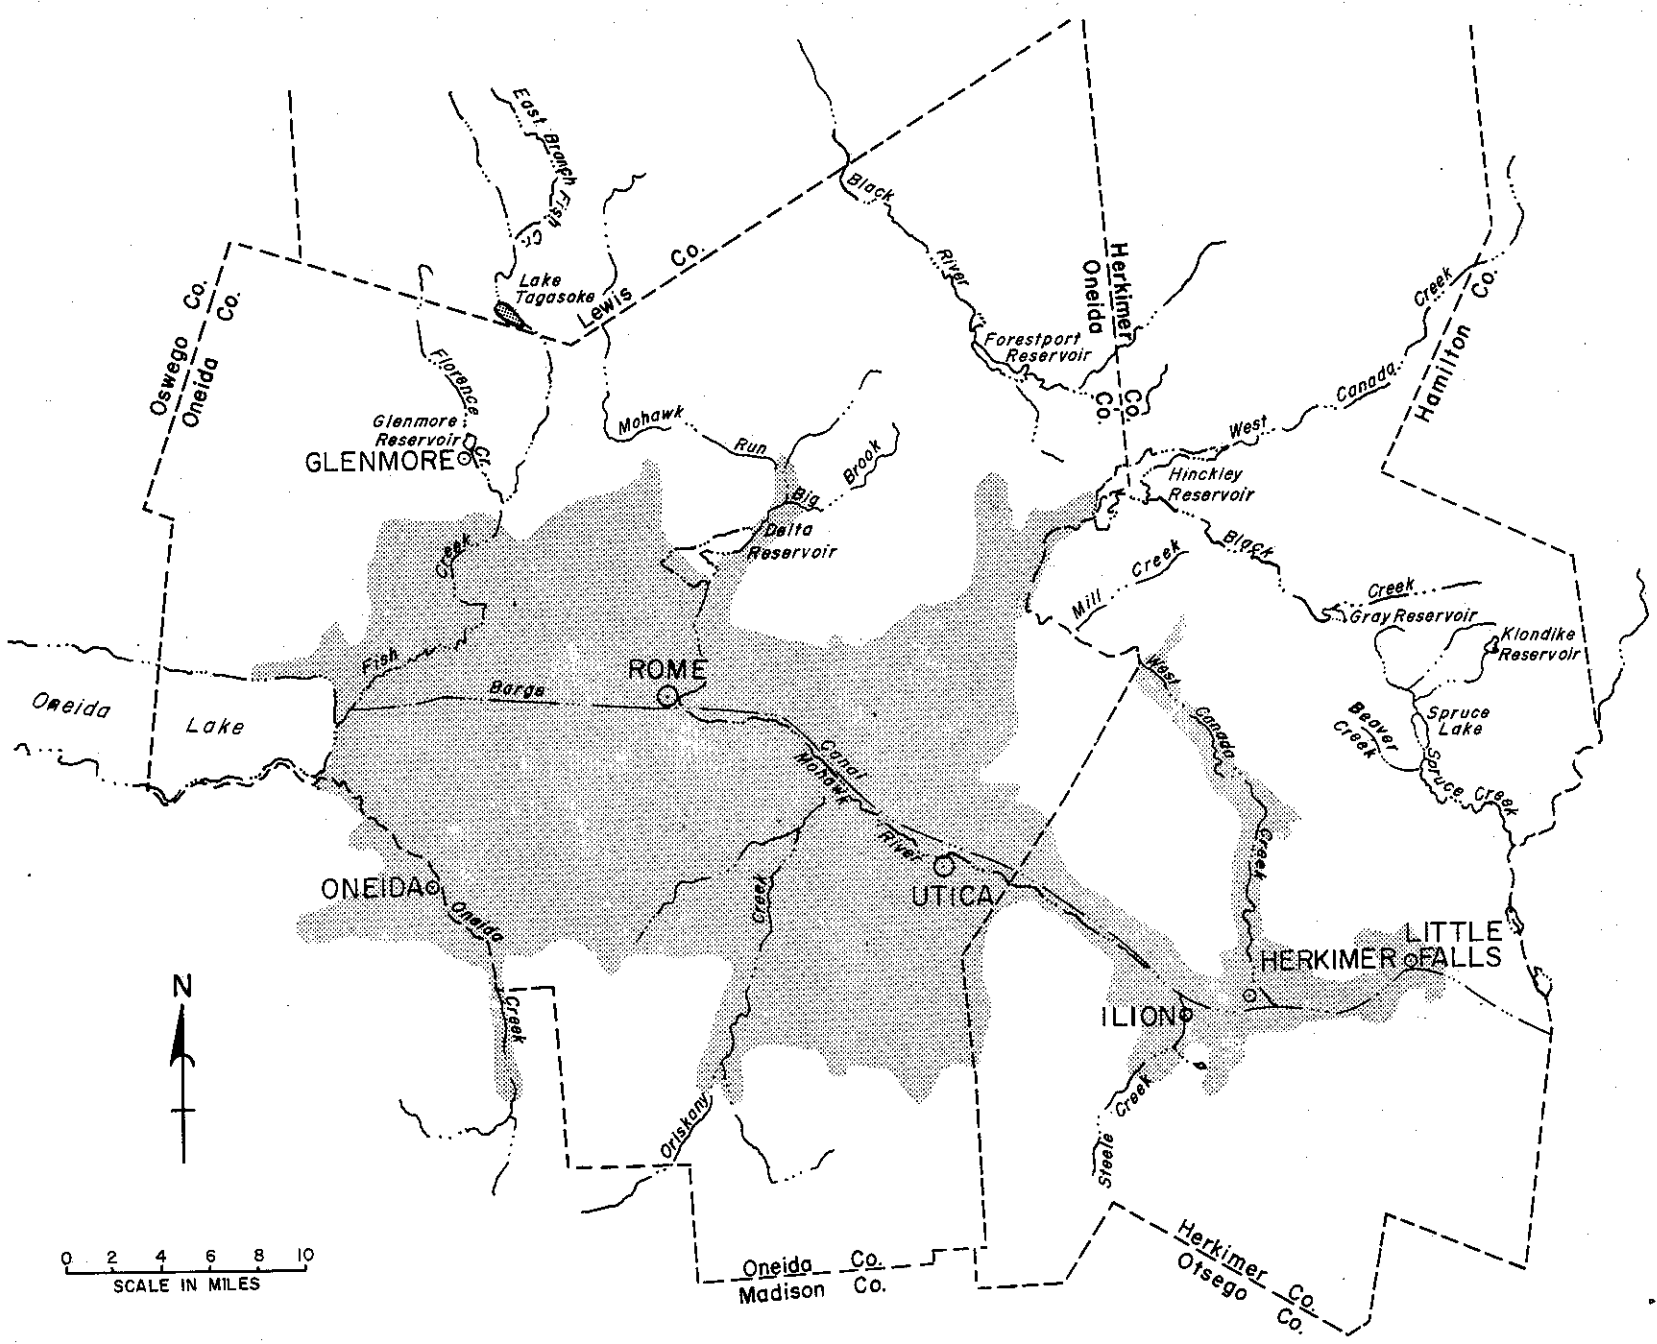 East Branch Fish Cr.
Black
River
Lake
Tagasoke
Lewis Co.
Herkimer Co.
Oneida Co.
Creek
Hamilton Co.
Oswego Co.
Oneida Co.
Florence
Cr.
Forestport
Reservoir
Canada
West
Glenmore
Reservoir
GLENMORE
Mohawk
Run
Big
Brook
Hinckley
Reservoir
Delta
Reservoir
Black
Creek
Creek
Mill Creek
Gray Reservoir
Klondike
Reservoir
Fish
ROME
Barge
West
Oneida
Lake
Canada
Spruce
Lake
Beaver
Creek
Canal
Mohawk
Spruce Creek
River
Creek
UTICA
ONEIDA
Oneida
Creek
LITTLE
FALLS
HERKIMER
N
Creek
ILION
Creek
Oriskany
Steele
0 2 4 6 8 10
SCALE IN MILES
Oneida Co.
Madison Co.
Herkimer Co.
Otsego Co.